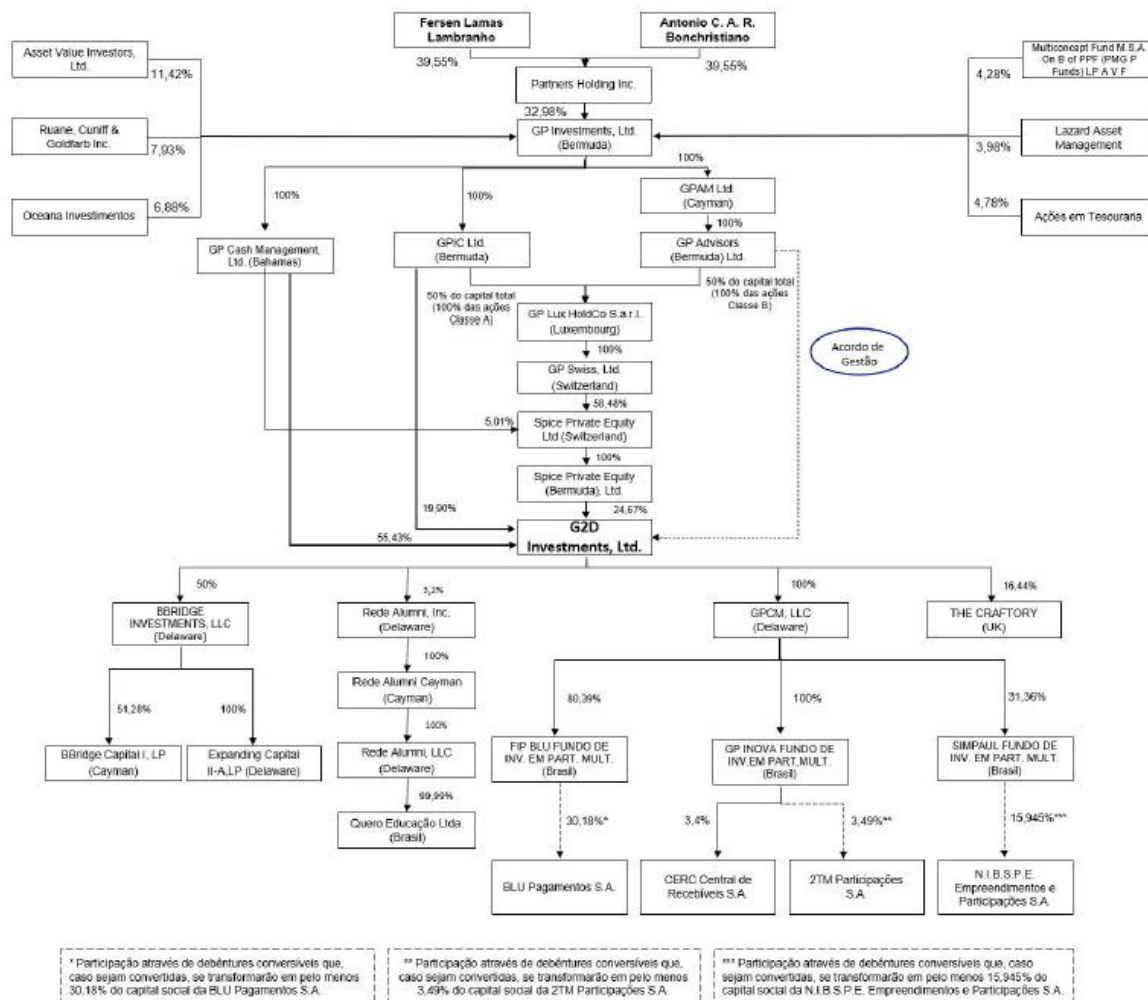 Fersen Lamas
Lambranho
Antonio C. A. R.
Bonchristiano
39,55%
39,55%
Asset Value Investors,
Ltd.
11,42%
Multiconcept Fund M.S.A.
On B of PPF (PMG P
Funds) LP A V F
4,28%
Partners Holding Inc.
32,98%
Ruane, Cuniff &
Goldfarb Inc.
7,93%
GP Investments, Ltd.
(Bermuda)
Lazard Asset
Management
3,98%
100%
100%
100%
GPAM Ltd.
(Cayman)
Oceana Investimentos
6,88%
4,78%
Ações em Tesouraria
100%
GP Cash Management,
Ltd. (Bahamas)
GPIC Ltd.
(Bermuda)
GP Advisors
(Bermuda) Ltd.
50% do capital total
(100% das ações
Classe A)
50% do capital total
(100% das ações
Classe B)
GP Lux HoldCo S.a.r.l.
(Luxembourg)
Acordo de
Gestão
100%
GP Swiss, Ltd.
(Switzerland)
58,48%
5,01%
Spice Private Equity
Ltd (Switzerland)
100%
Spice Private Equity
(Bermuda), Ltd.
19,90%
24,67%
55,43%
G2D
Investments, Ltd.
50%
3,2%
100%
16,44%
BBRIDGE
INVESTMENTS, LLC
(Delaware)
Rede Alumni, Inc.
(Delaware)
GPCM, LLC
(Delaware)
THE CRAFTORY
(UK)
100%
Rede Alumni Cayman
(Cayman)
51,28%
100%
80,39%
100%
31,36%
100%
BBridge Capital I, LP
(Cayman)
Expanding Capital
II-A,LP (Delaware)
Rede Alumni, LLC
(Delaware)
FIP BLU FUNDO DE
INV. EM PART. MULT.
(Brasil)
GP INOVA FUNDO DE
INV.EM PART.MULT.
(Brasil)
SIMPAUL FUNDO DE
INV. EM PART. MULT.
(Brasil)
99,99%
Quero Educação Ltda.
(Brasil)
30,18%*
3,4%
3,49%**
15,945%***
BLU Pagamentos S.A.
CERC Central de
Recebíveis S.A.
2TM Participações
S.A.
N.I.B.S.P.E.
Empreendimentos e
Participações S.A.
* Participação através de debêntures conversíveis que,
caso sejam convertidas, se transformarão em pelo menos
30,18% do capital social da BLU Pagamentos S.A.
** Participação através de debêntures conversíveis que,
caso sejam convertidas, se transformarão em pelo menos
3,49% do capital social da 2TM Participações S.A.
*** Participação através de debêntures conversíveis que, caso
sejam convertidas, se transformarão em pelo menos 15,945% do
capital social da N.I.B.S.P.E. Empreendimentos e Participações S.A.